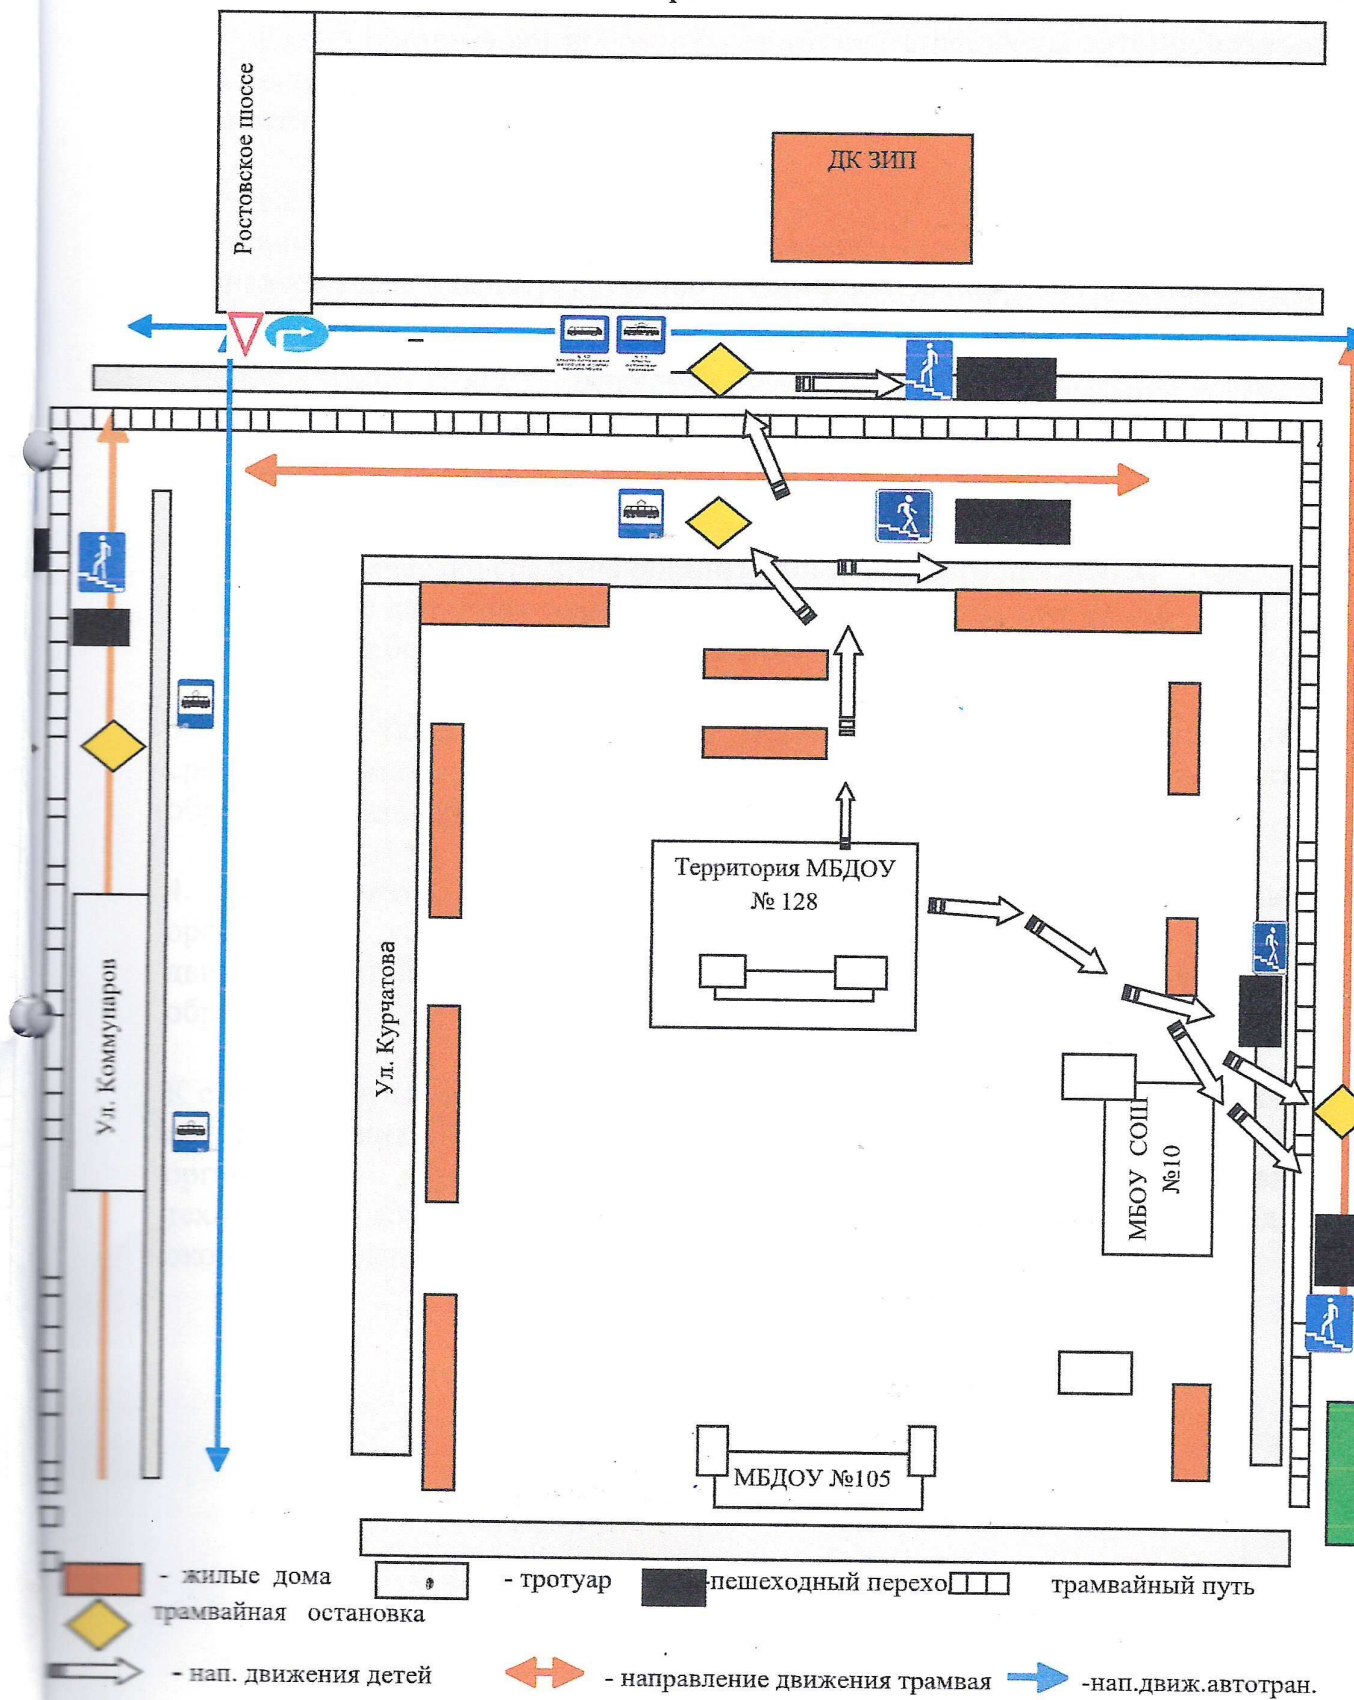 Ростовское шоссе
ДК ЗИП
Территория МБДОУ
№ 128
Ул. Курчатова
Ул. Коммунаров
МБОУ СОШ
№10
МБДОУ №105
- жилые дома
- тротуар
-пешеходный перехо
трамвайный путь
трамвайная остановка
- нап. движения детей
- направление движения трамвая
-нап.движ.автотран.